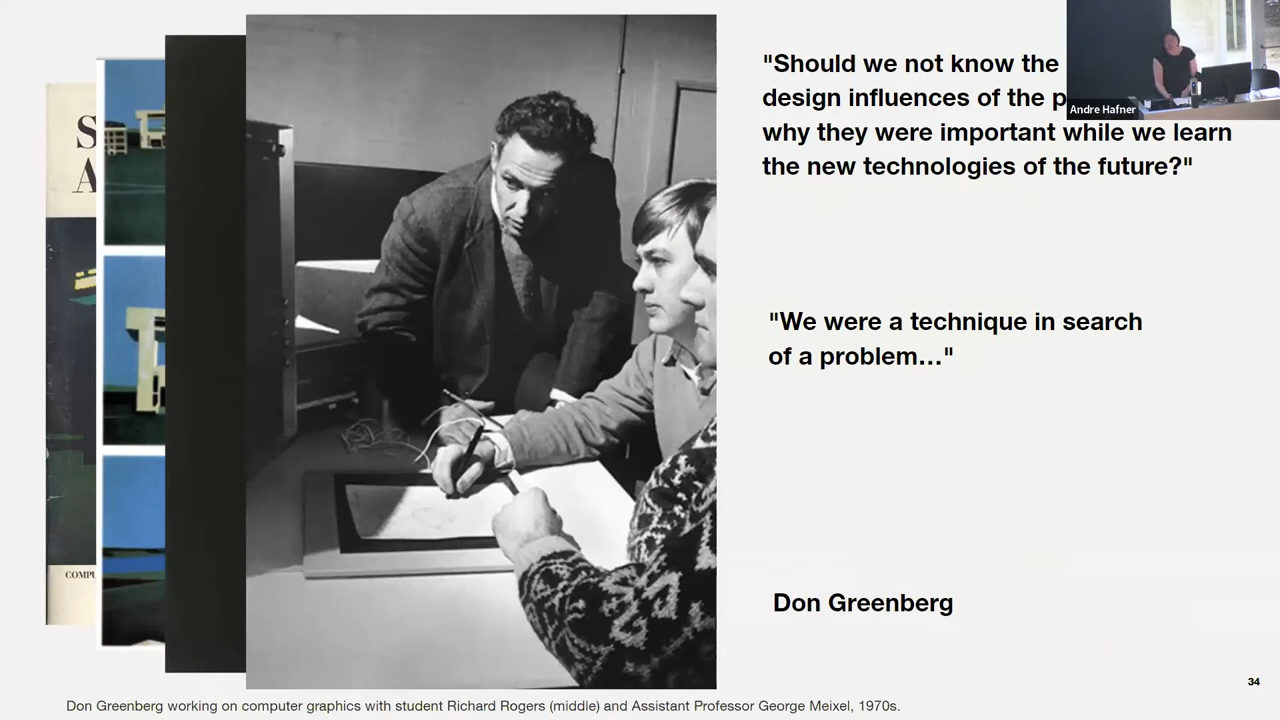 "Should we not know the
design influences of the
why they were important while we learn
the new technologies of the future?"
Andre Hafner
"We were a technique in search
of a problem…"
Don Greenberg
S
A
COMPU
34
Don Greenberg working on computer graphics with student Richard Rogers (middle) and Assistant Professor George Meixel, 1970s.